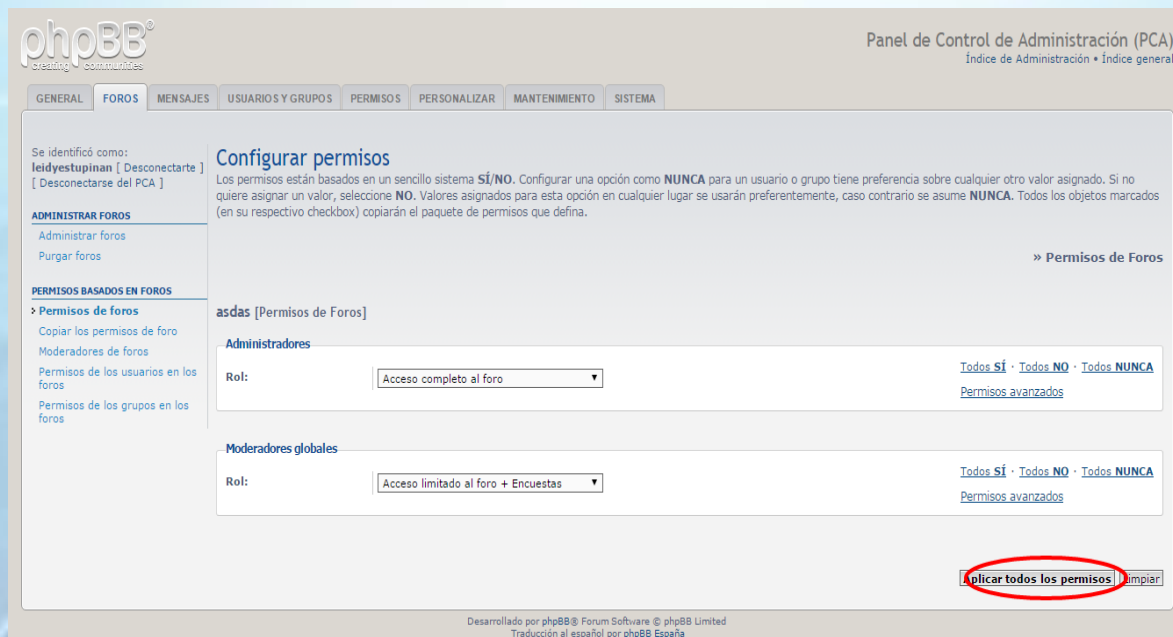 phpBB®
creating communities
Panel de Control de Administración (PCA)
Índice de Administración • Índice general
GENERAL FOROS MENSAJES USUARIOS Y GRUPOS PERMISOS PERSONALIZAR MANTENIMIENTO SISTEMA
Se identificó como:
leidyestupinan [ Desconectarte ]
[ Desconectarse del PCA ]
ADMINISTRAR FOROS
Administrar foros
Purgar foros
PERMISOS BASADOS EN FOROS
Permisos de foros
Copiar los permisos de foro
Moderadores de foros
Permisos de los usuarios en los
foros
Permisos de los grupos en los
foros
Configurar permisos
Los permisos están basados en un sencillo sistema SÍ/NO. Configurar una opción como NUNCA para un usuario o grupo tiene preferencia sobre cualquier otro valor asignado. Si no
quiere asignar un valor, seleccione NO. Valores asignados para esta opción en cualquier lugar se usarán preferentemente, caso contrario se asume NUNCA. Todos los objetos marcados
(en su respectivo checkbox) copiarán el paquete de permisos que defina.
» Permisos de Foros
asdas [Permisos de Foros]
Administradores
Rol: Acceso completo al foro
Todos SÍ · Todos NO · Todos NUNCA
Permisos avanzados
Moderadores globales
Rol: Acceso limitado al foro + Encuestas
Todos SÍ · Todos NO · Todos NUNCA
Permisos avanzados
Aplicar todos los permisos Limpiar
Desarrollado por phpBB® Forum Software © phpBB Limited
Traducción al español por phpBB España